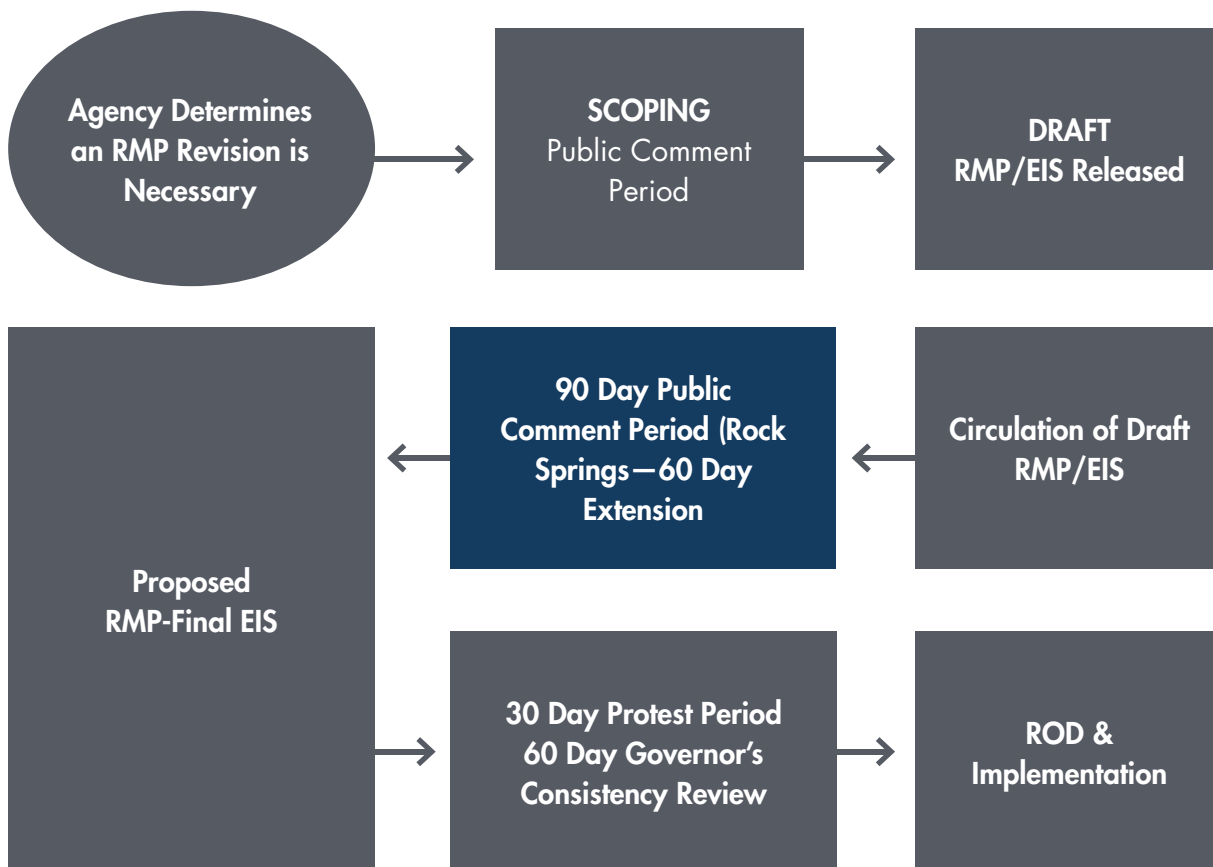 Agency Determines
an RMP Revision is
Necessary
SCOPING
Public Comment
Period
DRAFT
RMP/EIS Released
Circulation of Draft
RMP/EIS
90 Day Public
Comment Period (Rock
Springs—60 Day
Extension
Proposed
RMP-Final EIS
30 Day Protest Period
60 Day Governor's
Consistency Review
ROD &
Implementation